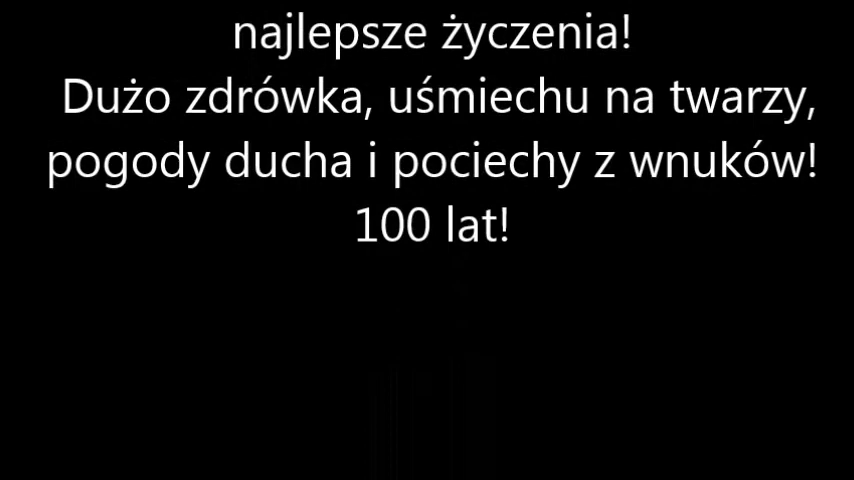 najlepsze życzenia!
Dużo zdrówka, uśmiechu na twarzy,
pogody ducha i pociechy z wnuków!
100 lat!